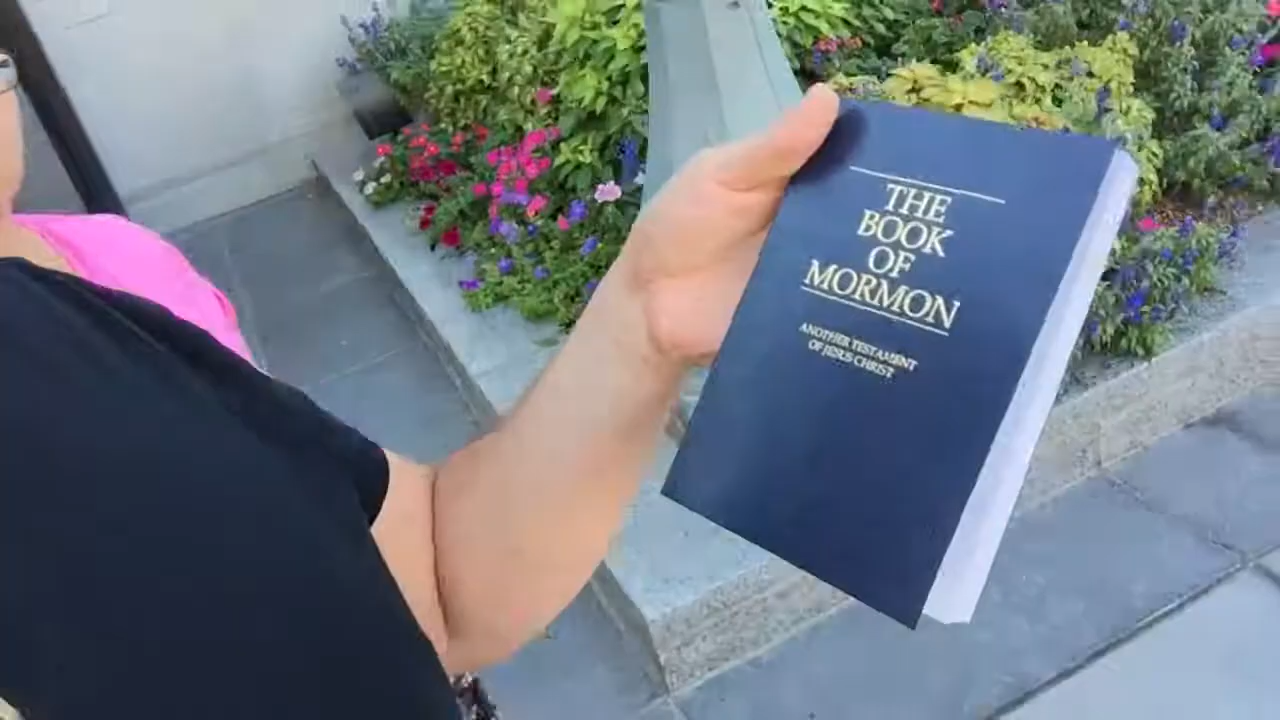 THE
BOOK
OF
MORMON
ANOTHER TESTAMENT
OF JESUS CHRIST